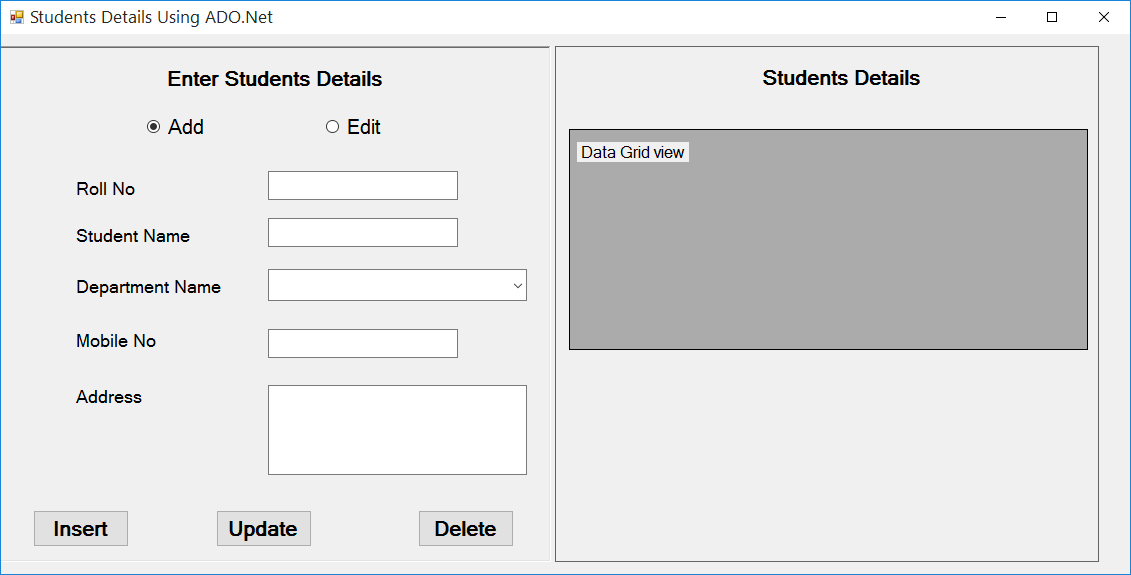 Students Details Using ADO.Net
Enter Students Details
Add
Edit
Roll No
Student Name
Department Name
Mobile No
Address
Insert
Update
Delete
Students Details
Data Grid view